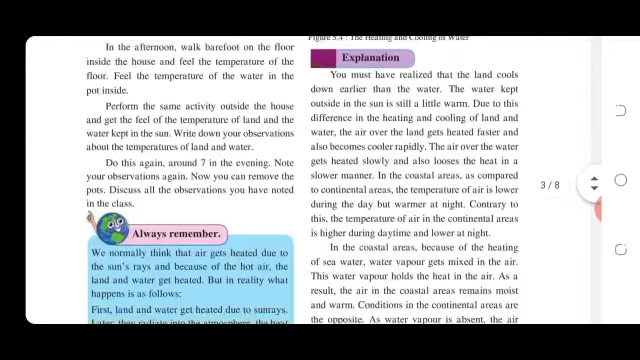 In the afternoon, walk barefoot on the floor
inside the house and feel the temperature of the
floor. Feel the temperature of the water in the
pot inside.
Perform the same activity outside the house
and get the feel of the temperature of land and
the water kept in the sun. Write down your observations
about the temperatures of land and water.
Do this again, around 7 in the evening. Note
your observations again. Now you can remove the
pots. Discuss all the observations you have noted
in the class.
Always remember.
We normally think that air gets heated due to
the sun's rays and because of the hot air, the
land and water get heated. But in reality what
happens is as follows:
First, land and water get heated due to sunrays.
Later, they radiate into the atmosphere, the heat
Figure 5.4 : The Heating and Cooling of Water
Explanation
You must have realized that the land cools
down earlier than the water. The water kept
outside in the sun is still a little warm. Due to this
difference in the heating and cooling of land and
water, the air over the land gets heated faster and
also becomes cooler rapidly. The air over the water
gets heated slowly and also looses the heat in a
slower manner. In the coastal areas, as compared
to continental areas, the temperature of air is lower
during the day but warmer at night. Contrary to
this, the temperature of air in the continental areas
is higher during daytime and lower at night.
In the coastal areas, because of the heating
of sea water, water vapour gets mixed in the air.
This water vapour holds the heat in the air. As a
result, the air in the coastal areas remains moist
and warm. Conditions in the continental areas are
the opposite. As water vapour is absent, the air
3 / 8